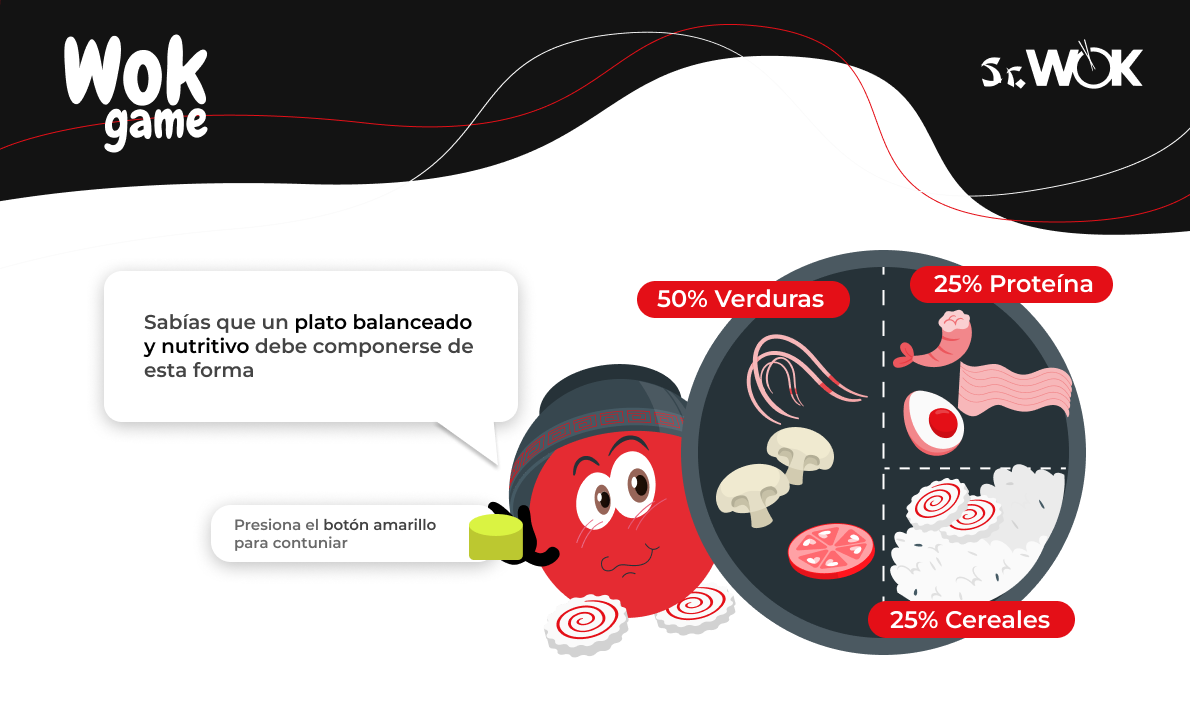 Wok
game
Sr.WOK
50% Verduras
25% Proteína
Sabías que un plato balanceado
y nutritivo debe componerse de
esta forma
Presiona el botón amarillo
para contuniar
25% Cereales